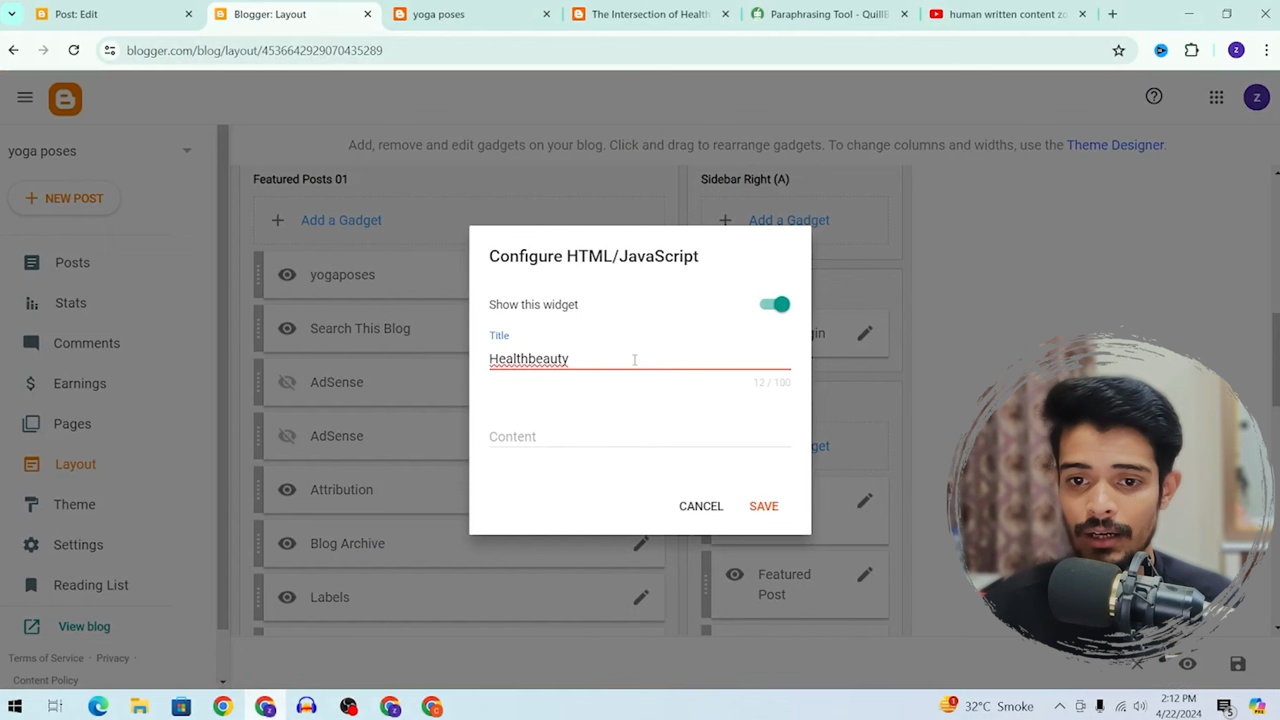 Post: Edit
Blogger: Layout
yoga poses
The Intersection of Health
Paraphrasing Tool - QuillB
human written content zo
blogger.com/blog/layout/4536642929070435289
z
z
yoga poses
Add, remove and edit gadgets on your blog. Click and drag to rearrange gadgets. To change columns and widths, use the Theme Designer.
NEW POST
Posts
Stats
Comments
Earnings
Pages
Layout
Theme
Settings
Reading List
View blog
Terms of Service · Privacy ·
Content Policy
Featured Posts 01
Add a Gadget
yogaposes
Search This Blog
AdSense
AdSense
Attribution
Blog Archive
Labels
Sidebar Right (A)
Add a Gadget
Featured
Post
Configure HTML/JavaScript
Show this widget
Title
Healthbeauty
12 / 100
Content
CANCEL
SAVE
32°C Smoke
2:12 PM
4/22/2024
5